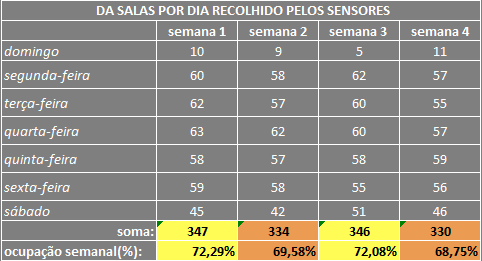 DA SALAS POR DIA RECOLHIDO PELOS SENSORES
semana 1 semana 2 semana 3 semana 4
domingo 10 9 5 11
segunda-feira 60 58 62 57
terça-feira 62 57 60 55
quarta-feira 63 62 60 57
quinta-feira 58 57 58 59
sexta-feira 59 58 55 56
sábado 45 42 51 46
soma: 347 334 346 330
ocupação semanal(%): 72,29% 69,58% 72,08% 68,75%